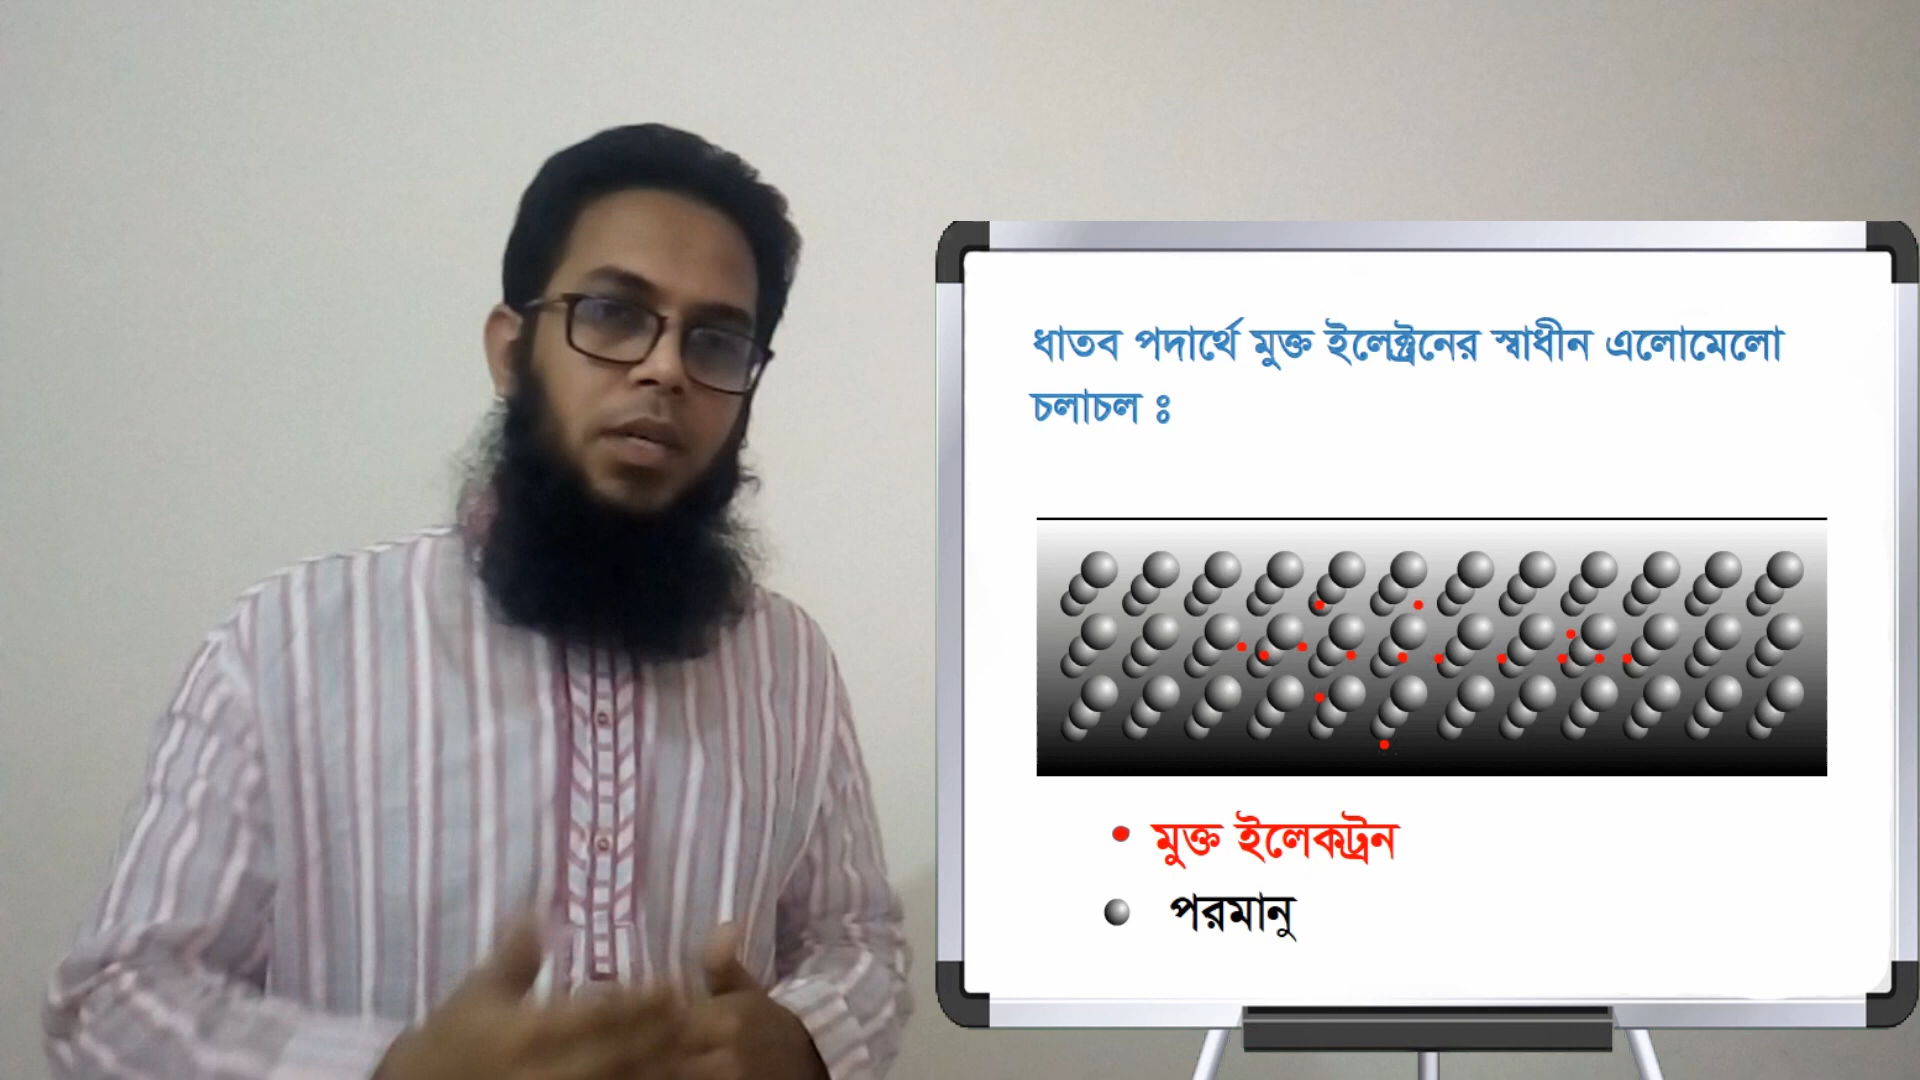 ধাতব পদার্থে মুক্ত ইলেক্ট্রনের স্বাধীন এলোমেলো
চলাচল ঃ
মুক্ত ইলেকট্রন
পরমানু